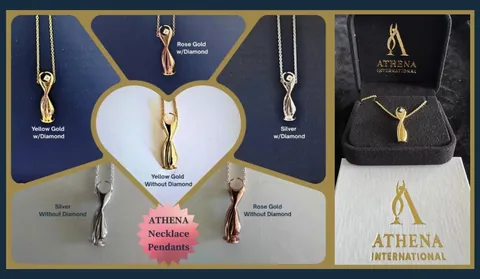 Rose Gold
w/Diamond
Yellow Gold
w/Diamond
Silver
w/Diamond
Yellow Gold
Without Diamond
Silver
Without Diamond
ATHENA
Necklace
Pendants
Rose Gold
Without Diamond
ATHENA
INTERNATIONAL
ATHENA
INTERNATIONAL